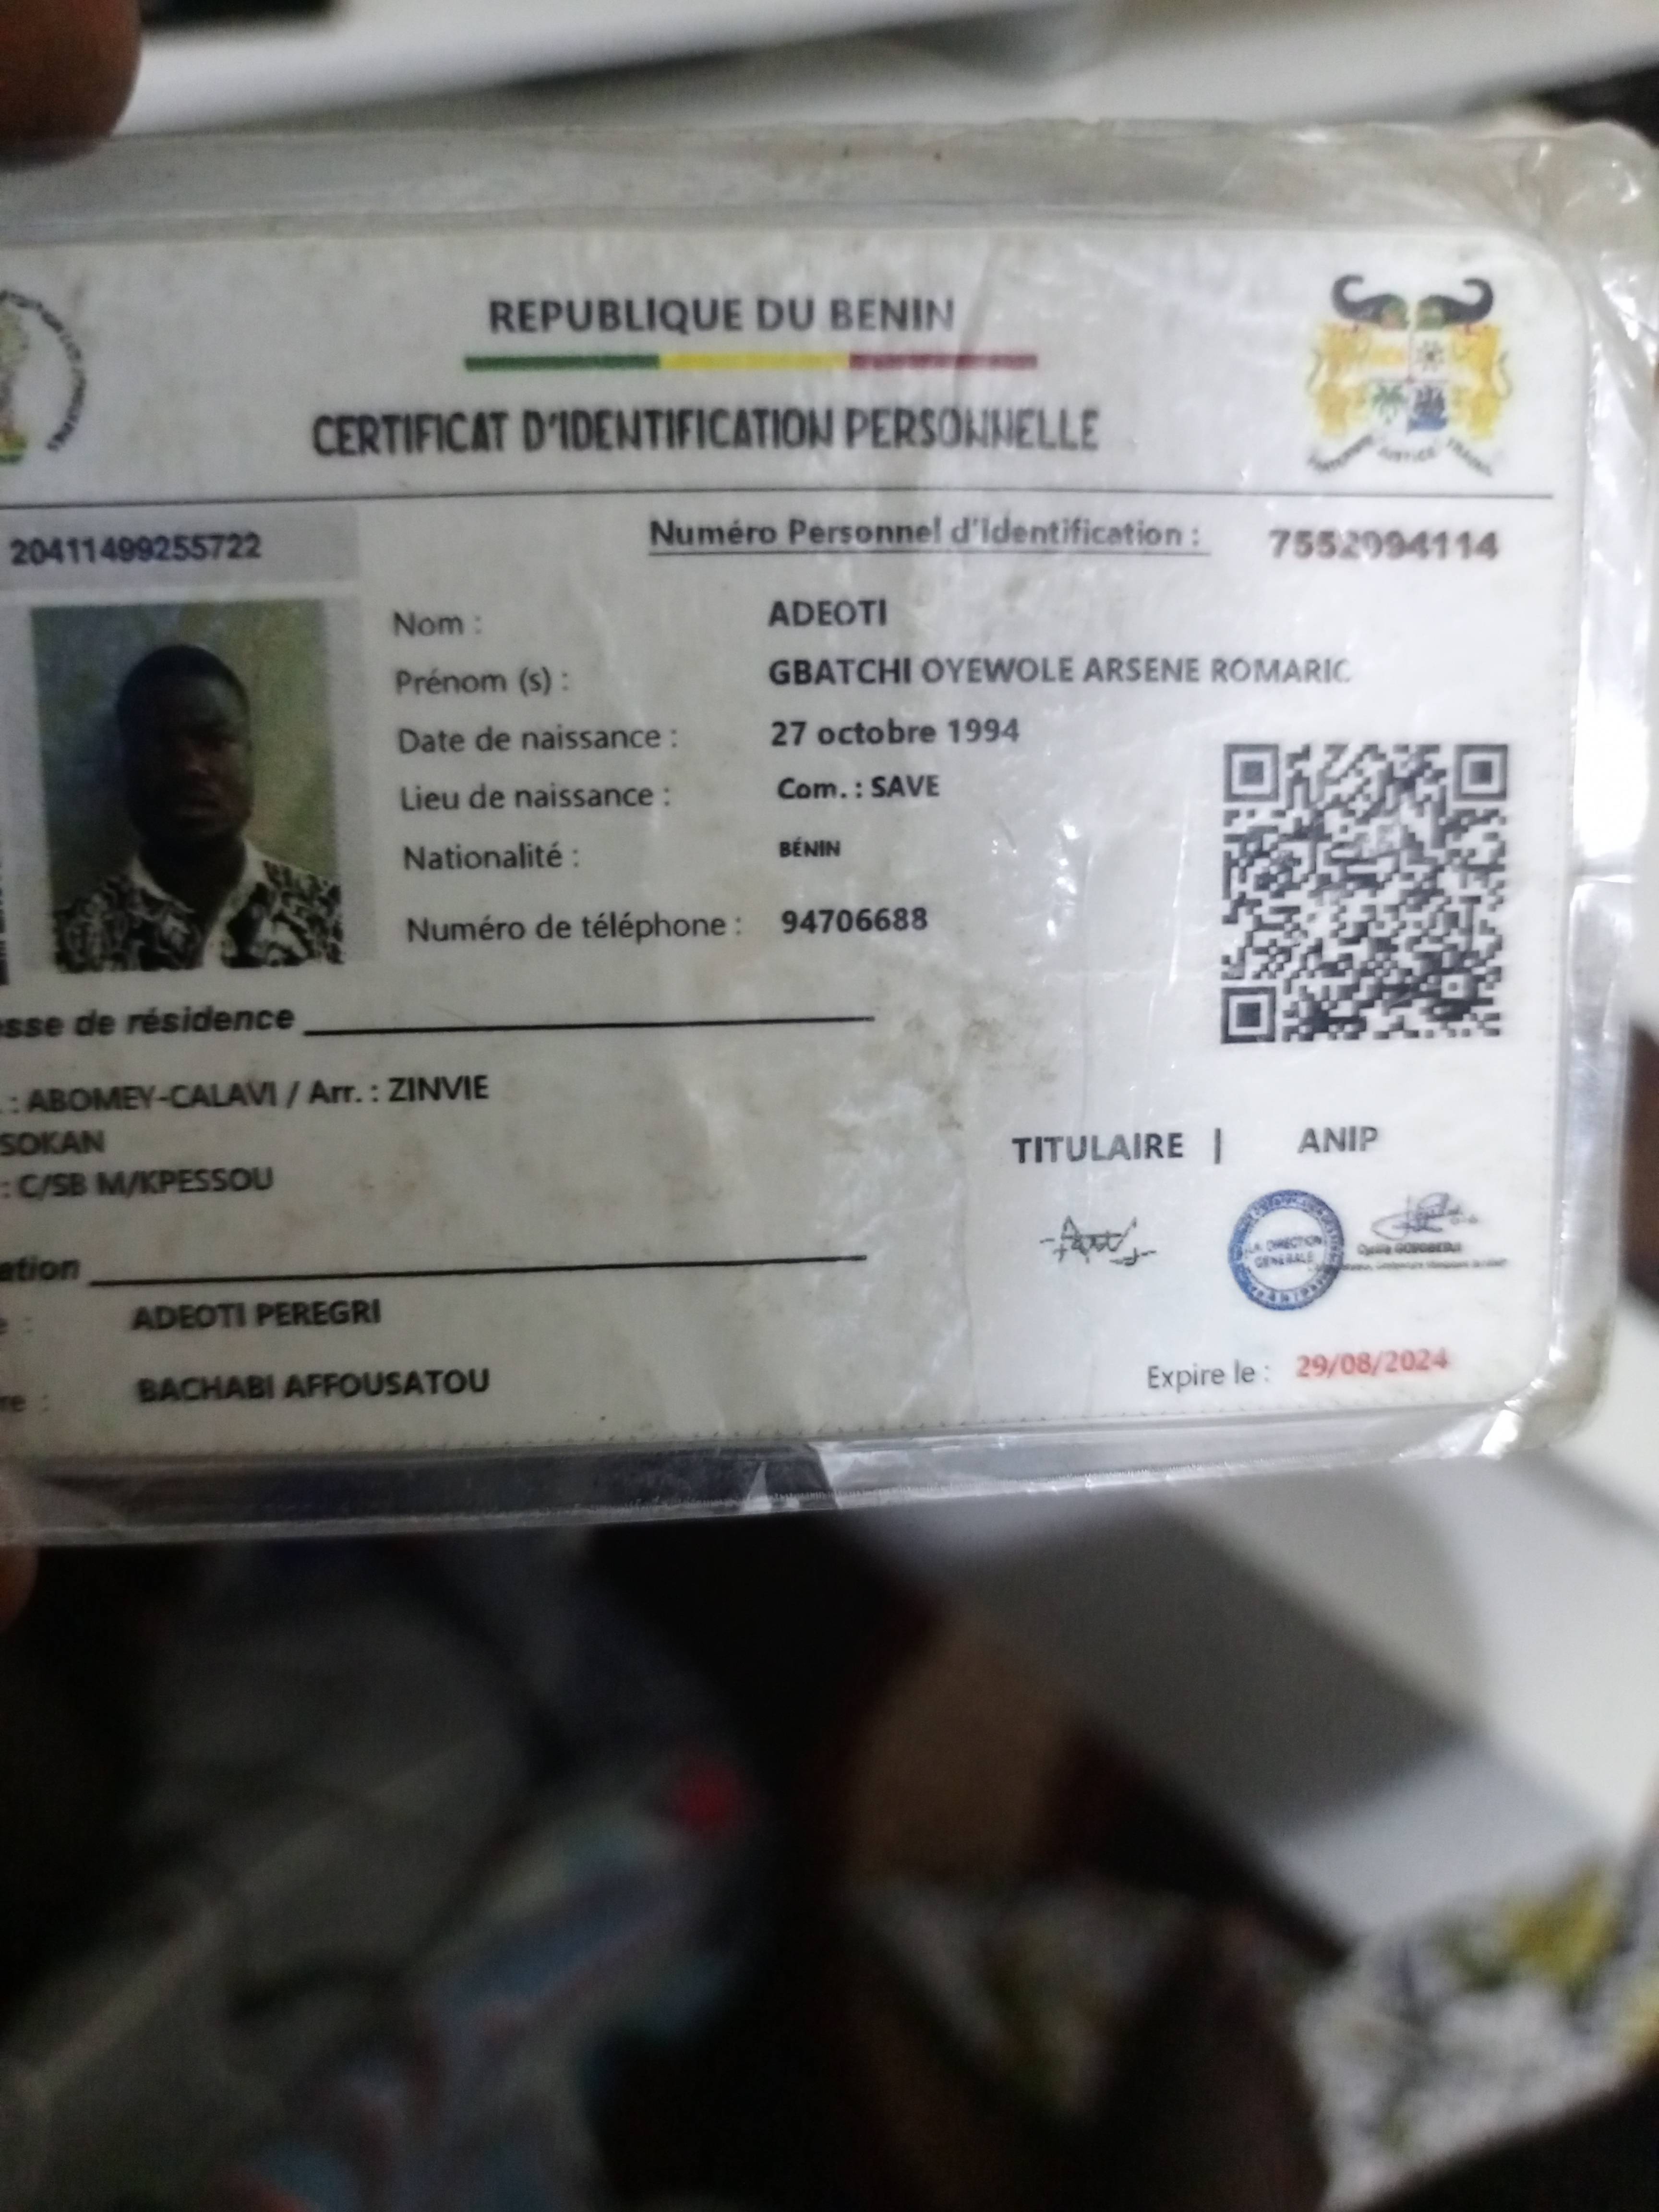 REPUBLIQUE DU BENIN
CERTIFICAT D'IDENTIFICATION PERSONNELLE
20411499255722
Numéro Personnel d'Identification : 7552994114
Nom : ADEOTI
Prénom (s) : GBATCHI OYEWOLE ARSENE ROMARIC
Date de naissance : 27 octobre 1994
Lieu de naissance : Com. : SAVE
Nationalité : BÉNIN
Numéro de téléphone : 94706688
sse de résidence
: ABOMEY-CALAVI / Arr. : ZINVIE
SOKAN
: C/SB M/KPESSOU
TITULAIRE | ANIP
LA DIRECTION
GENERALE
ation
e : ADEOTI PEREGRI
re : BACHABI AFFOUSATOU
Expire le : 29/08/2024